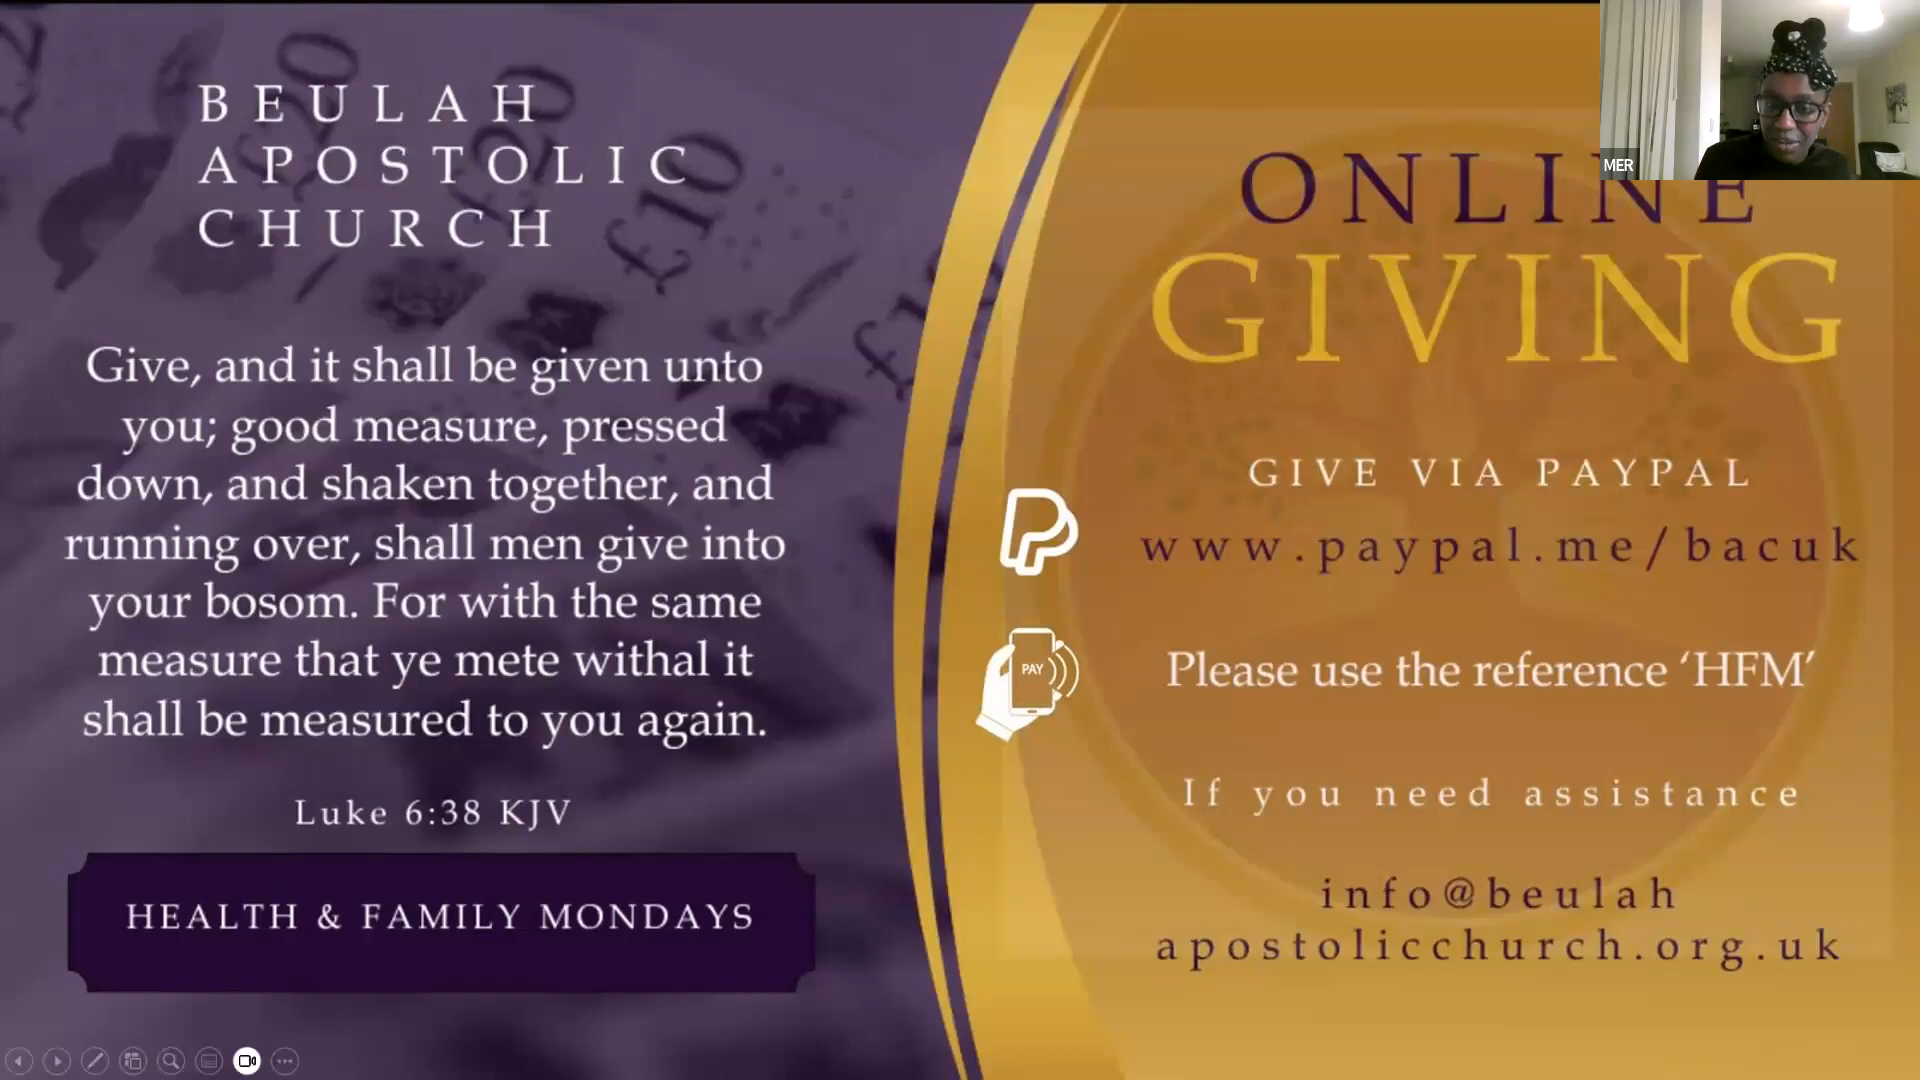 BEULAH
APOSTOLIC
CHURCH
£20
£20
£10
Give, and it shall be given unto
you; good measure, pressed
down, and shaken together, and
running over, shall men give into
your bosom. For with the same
measure that ye mete withal it
shall be measured to you again.
Luke 6:38 KJV
HEALTH & FAMILY MONDAYS
MER
ONLINE
GIVING
GIVE VIA PAYPAL
www.paypal.me/bacuk
PAY
Please use the reference ‘HFM’
If you need assistance
info@beulah
apostolicchurch.org.uk